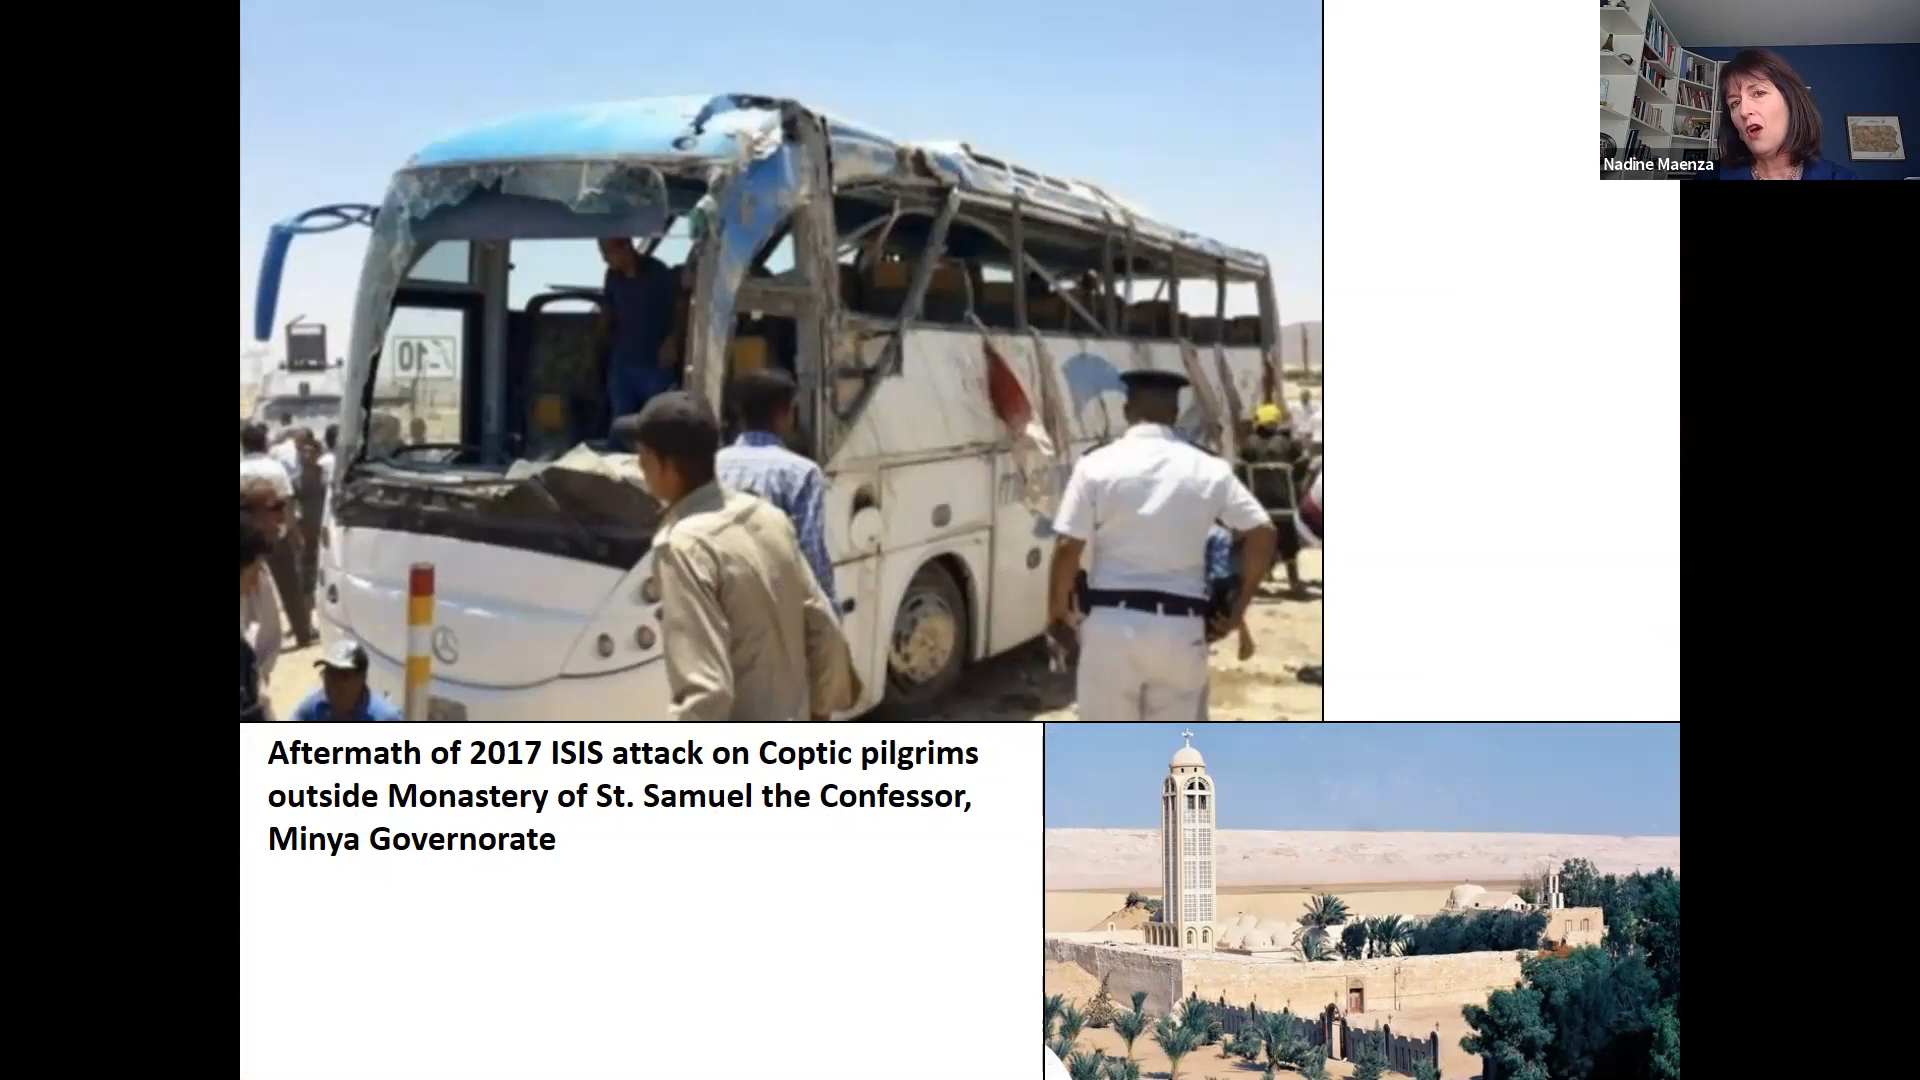 Nadine Maenza
Aftermath of 2017 ISIS attack on Coptic pilgrims
outside Monastery of St. Samuel the Confessor,
Minya Governorate